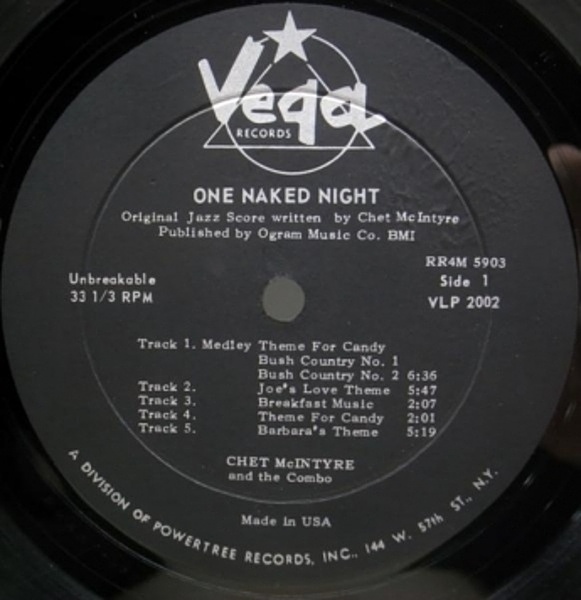 Vega
RECORDS
ONE NAKED NIGHT
Original Jazz Score written by Chet McIntyre
Published by Ogram Music Co. BMI
RR4M 5903
Unbreakable Side 1
33 1/3 RPM VLP 2002
Track 1. Medley Theme For Candy
Bush Country No. 1
Bush Country No. 2 6:36
Track 2. Joe's Love Theme 5:47
Track 3. Breakfast Music 2:07
Track 4. Theme For Candy 2:01
Track 5. Barbara's Theme 5:19
CHET McINTYRE
and the Combo
Made in USA
A DIVISION OF POWERTREE RECORDS, INC., 144 W. 57th ST., N.Y.